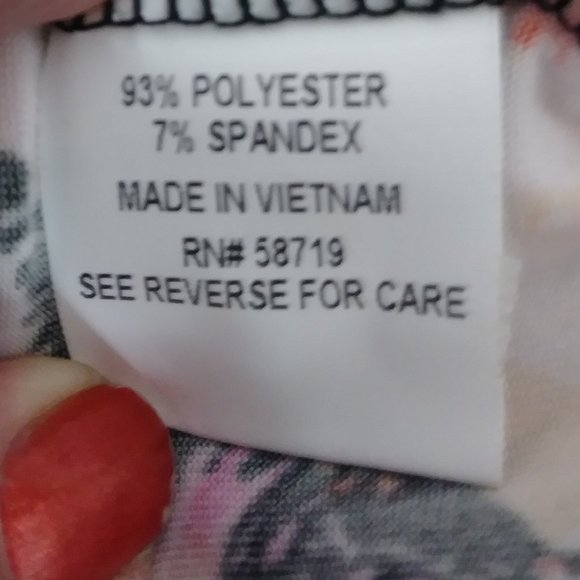 93% POLYESTER
7% SPANDEX
MADE IN VIETNAM
RN# 58719
SEE REVERSE FOR CARE